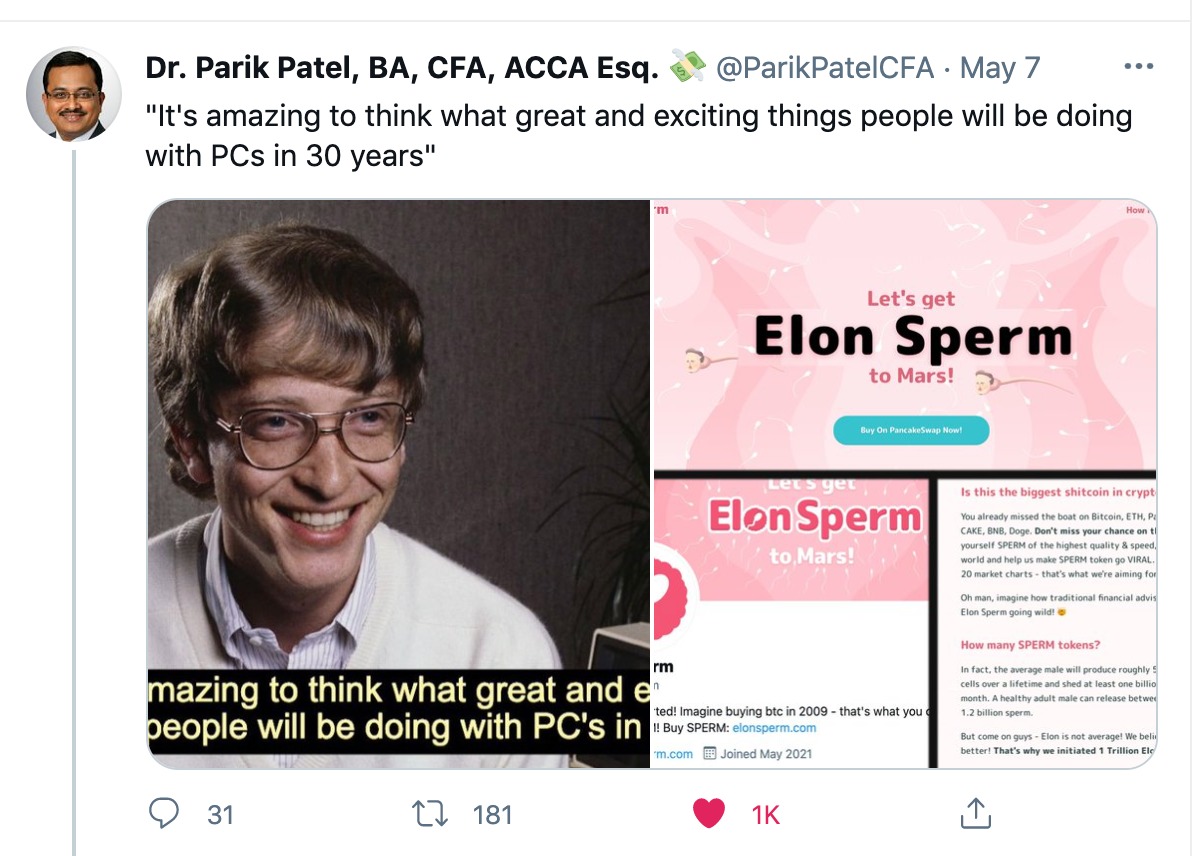 Dr. Parik Patel, BA, CFA, ACCA Esq. 💸 @ParikPatelCFA · May 7
"It's amazing to think what great and exciting things people will be doing
with PCs in 30 years"
mazing to think what great and e
people will be doing with PC's in
rm
How
Let's get
Elon Sperm
to Mars!
Buy On PancakeSwap Now!
Let's get
Elon Sperm
to Mars!
rm
n
ted! Imagine buying btc in 2009 - that's what you
! Buy SPERM: elonsperm.com
rm.com Joined May 2021
Is this the biggest shitcoin in crypt
You already missed the boat on Bitcoin, ETH, Pa
CAKE, BNB, Doge. Don't miss your chance on t
yourself SPERM of the highest quality & speed,
world and help us make SPERM token go VIRAL.
20 market charts - that's what we're aiming for
Oh man, imagine how traditional financial advis
Elon Sperm going wild! 🤯
How many SPERM tokens?
In fact, the average male will produce roughly 5
cells over a lifetime and shed at least one billio
month. A healthy adult male can release betwe
1.2 billion sperm.
But come on guys - Elon is not average! We beli
better! That's why we initiated 1 Trillion Elo
31
181
1K